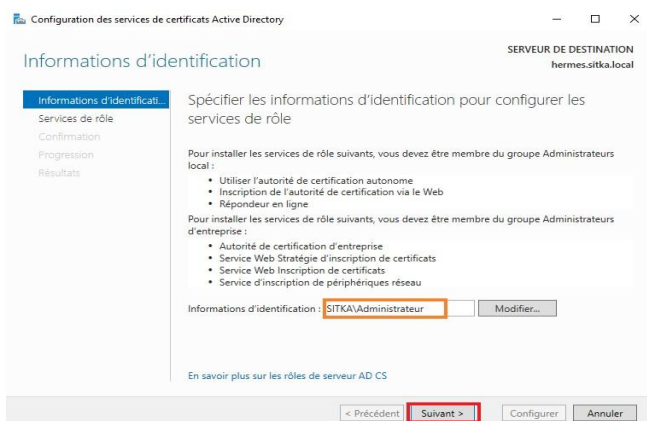 Configuration des services de certificats Active Directory
Informations d'identification
SERVEUR DE DESTINATION
hermes.sitka.local
Informations d'identificati...
Services de rôle
Confirmation
Progression
Résultats
Spécifier les informations d'identification pour configurer les
services de rôle
Pour installer les services de rôle suivants, vous devez être membre du groupe Administrateurs
local :
• Utiliser l'autorité de certification autonome
• Inscription de l'autorité de certification via le Web
• Répondeur en ligne
Pour installer les services de rôle suivants, vous devez être membre du groupe Administrateurs
d'entreprise :
• Autorité de certification d'entreprise
• Service Web Stratégie d'inscription de certificats
• Service Web Inscription de certificats
• Service d'inscription de périphériques réseau
Informations d'identification : SITKA\Administrateur Modifier...
En savoir plus sur les rôles de serveur AD CS
< Précédent Suivant > Configurer Annuler